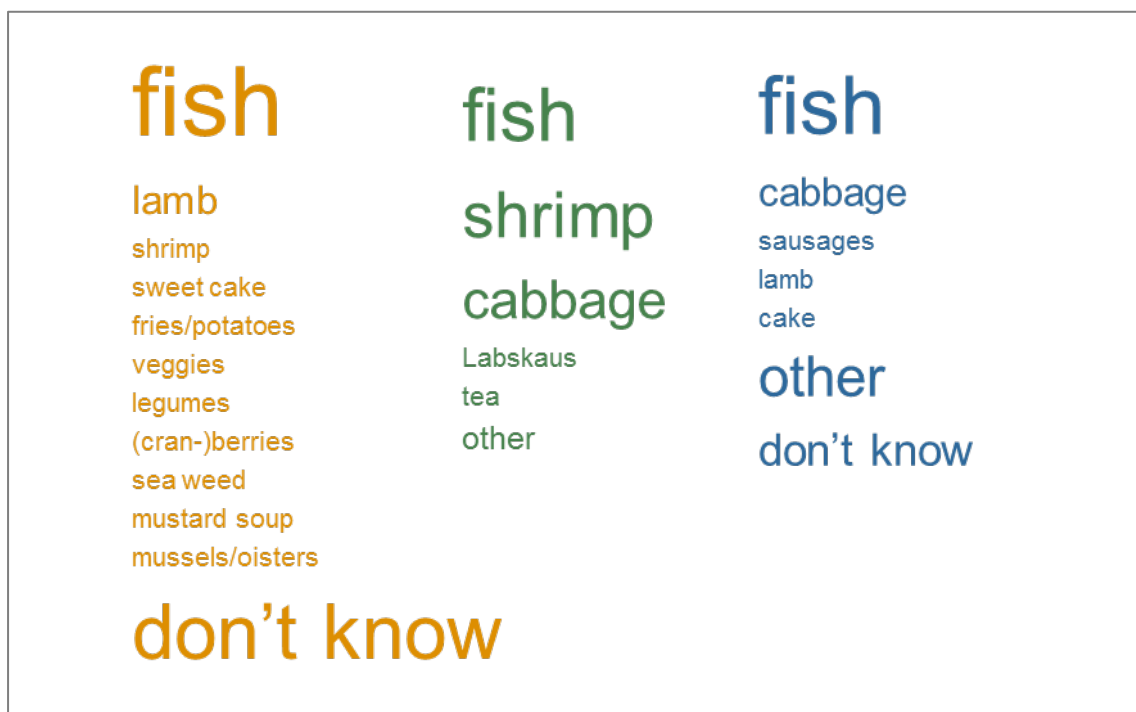 fish
lamb
shrimp
sweet cake
fries/potatoes
veggies
legumes
(cran-)berries
sea weed
mustard soup
mussels/oisters
don’t know
fish
shrimp
cabbage
Labskaus
tea
other
fish
cabbage
sausages
lamb
cake
other
don’t know